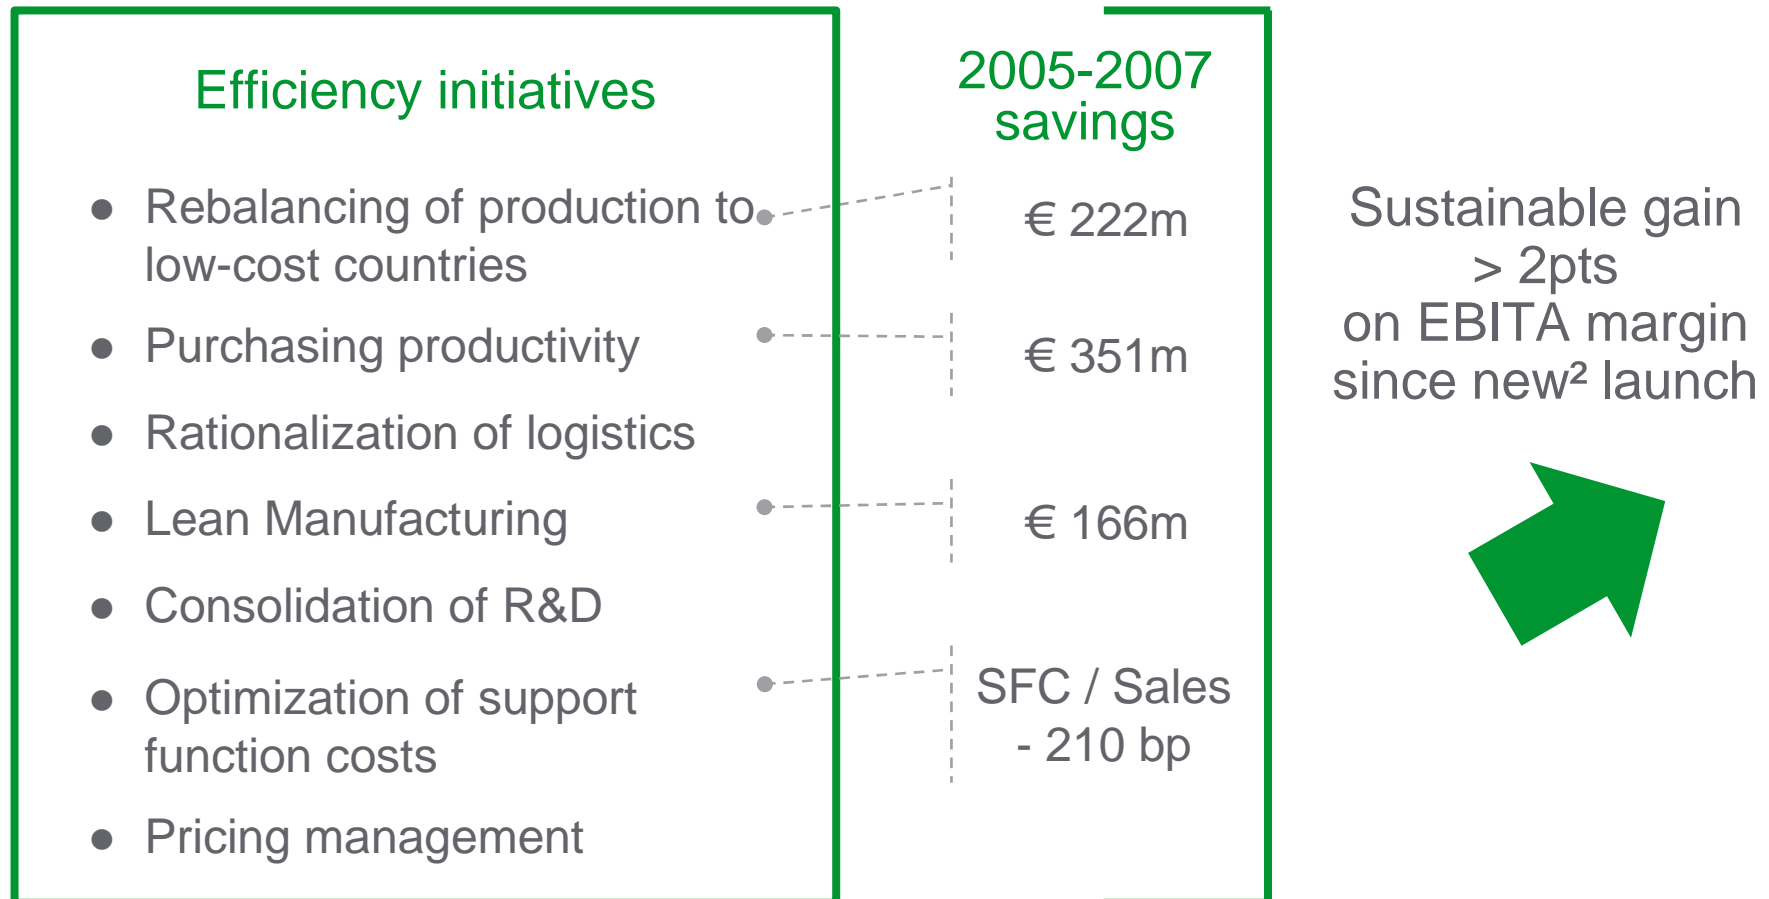 Efficiency initiatives
● Rebalancing of production to
low-cost countries
● Purchasing productivity
● Rationalization of logistics
● Lean Manufacturing
● Consolidation of R&D
● Optimization of support
function costs
● Pricing management
2005-2007
savings
€ 222m
€ 351m
€ 166m
SFC / Sales
- 210 bp
Sustainable gain
> 2pts
on EBITA margin
since new² launch